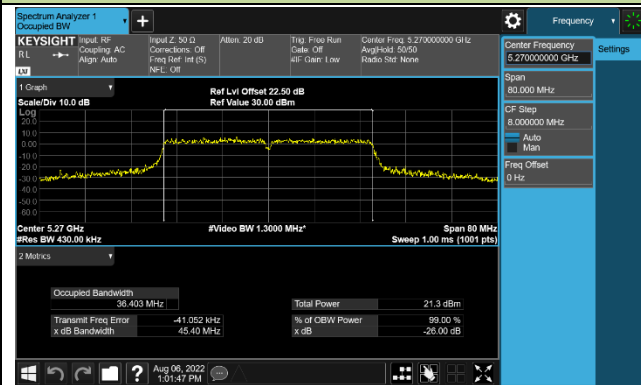 Spectrum Analyzer 1
Occupied BW
Frequency
KEYSIGHT
RL
LXI
Input: RF
Coupling: AC
Align: Auto
Input Z: 50 Ω
Corrections: Off
Freq Ref: Int (S)
NFE: Off
Atten: 20 dB
Trig: Free Run
Gate: Off
#IF Gain: Low
Center Freq: 5.270000000 GHz
Avg|Hold: 50/50
Radio Std: None
Center Frequency
5.270000000 GHz
Settings
Span
80.000 MHz
CF Step
8.000000 MHz
Auto
Man
Freq Offset
0 Hz
1 Graph
Scale/Div 10.0 dB
Ref Lvl Offset 22.50 dB
Ref Value 30.00 dBm
Log
20.0
10.0
0.00
-10.0
-20.0
-30.0
-40.0
-50.0
-60.0
Center 5.27 GHz
#Res BW 430.00 kHz
#Video BW 1.3000 MHz*
Span 80 MHz
Sweep 1.00 ms (1001 pts)
2 Metrics
Occupied Bandwidth
36.403 MHz
Transmit Freq Error -41.052 kHz
x dB Bandwidth 45.40 MHz
Total Power 21.3 dBm
% of OBW Power 99.00 %
x dB -26.00 dB
?
Aug 06, 2022
1:01:47 PM